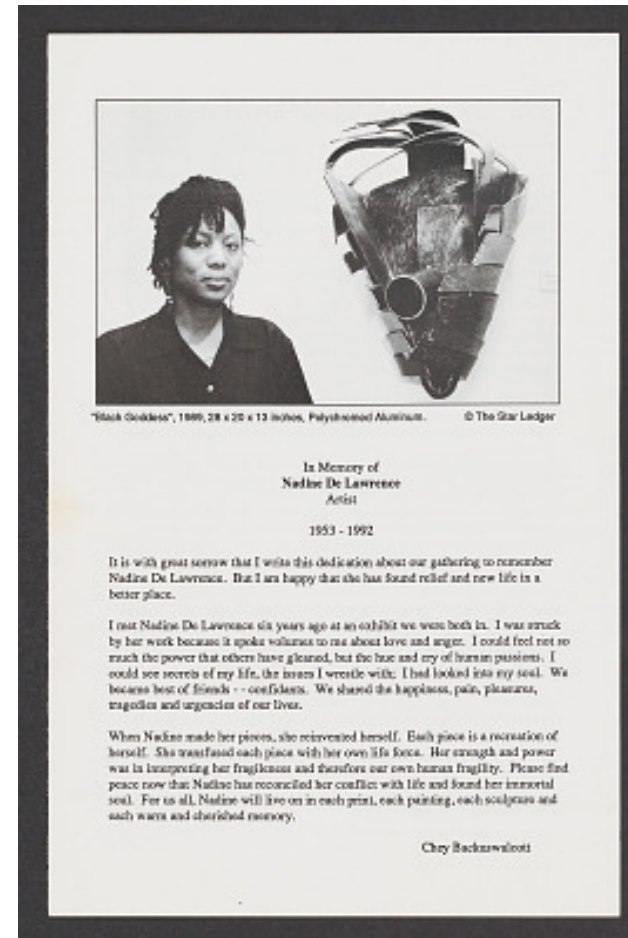 "Black Goddess", 1989, 28 x 20 x 13 inches, Polychromed Aluminum. © The Star Ledger
In Memory of
Nadine De Lawrence
Artist
1953 - 1992
It is with great sorrow that I write this dedication about our gathering to remember
Nadine De Lawrence. But I am happy that she has found relief and new life in a
better place.
I met Nadine De Lawrence six years ago at an exhibit we were both in. I was struck
by her work because it spoke volumes to me about love and anger. I could feel not so
much the power that others have gleaned, but the hue and cry of human passions. I
could see secrets of my life, the issues I wrestle with; I had looked into my soul. We
became best of friends - - confidants. We shared the happiness, pain, pleasures,
tragedies and urgencies of our lives.
When Nadine made her pieces, she reinvented herself. Each piece is a recreation of
herself. She transfused each piece with her own life force. Her strength and power
was in interpreting her fragileness and therefore our own human fragility. Please find
peace now that Nadine has reconciled her conflict with life and found her immortal
soul. For us all, Nadine will live on in each print, each painting, each sculpture and
each warm and cherished memory.
Chey